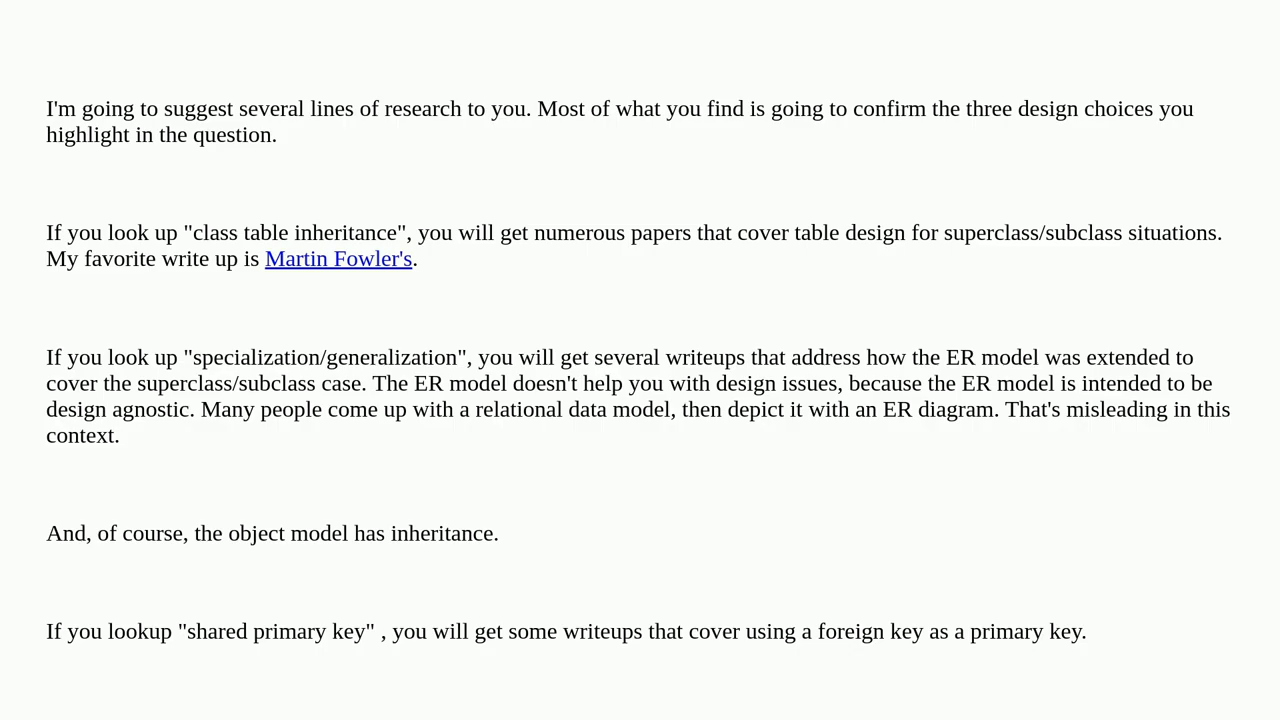 I'm going to suggest several lines of research to you. Most of what you find is going to confirm the three design choices you
highlight in the question.
If you look up "class table inheritance", you will get numerous papers that cover table design for superclass/subclass situations.
My favorite write up is Martin Fowler's.
If you look up "specialization/generalization", you will get several writeups that address how the ER model was extended to
cover the superclass/subclass case. The ER model doesn't help you with design issues, because the ER model is intended to be
design agnostic. Many people come up with a relational data model, then depict it with an ER diagram. That's misleading in this
context.
And, of course, the object model has inheritance.
If you lookup "shared primary key" , you will get some writeups that cover using a foreign key as a primary key.